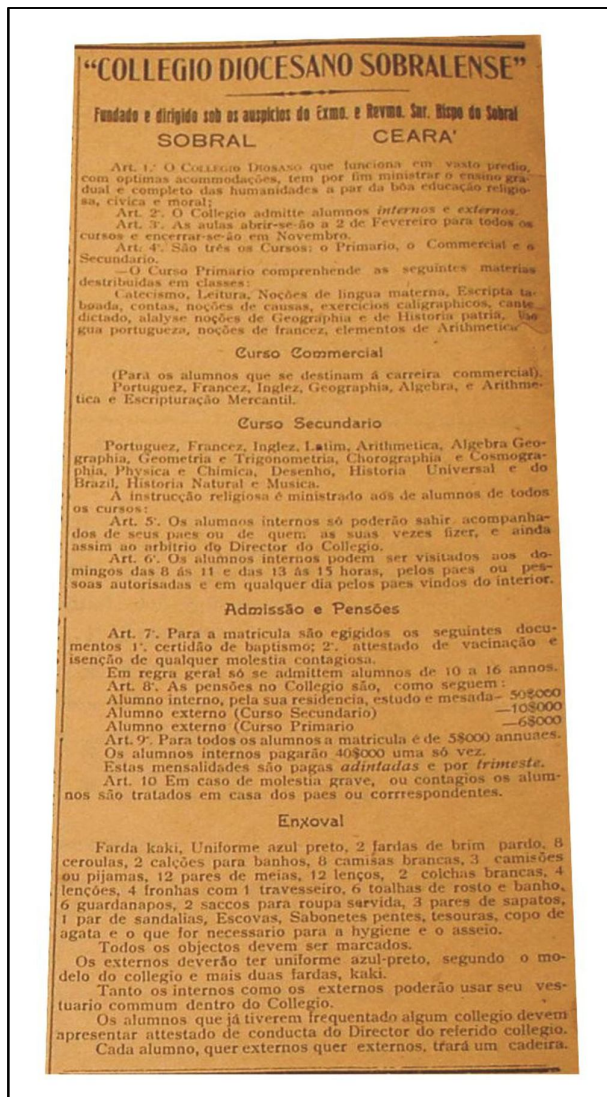 “COLLEGIO DIOCESANO SOBRALENSE”
Fundado e dirigido sob os auspicios do Exmo. e Revmo. Snr. Bispo de Sobral
SOBRAL CEARA'
Art. 1.º O COLLEGIO DIOSANO que funciona em vasto predio,
com optimas accommodações, tem por fim ministrar o ensino gra-
dual e completo das humanidades a par da bôa educação religio-
sa, civica e moral;
Art. 2º. O Collegio admitte alumnos internos e externos.
Art. 3º. As aulas abrir-se-ão a 2 de Fevereiro para todos os
cursos e encerrar-se-ão em Novembro.
Art. 4º. São três os Cursos: o Primario, o Commercial e o
Secundario.
—O Curso Primario comprehende as seguintes materias
destribuidas em classes:
Catecismo, Leitura, Noções de lingua materna, Escripta ta-
boada, contas, noções de causas, exercicios caligraphicos, cante
dictado, alalyse noções de Geographia e de Historia patria, lin
gua portugueza, noções de francez, elementos de Arithmetica
Curso Commercial
(Para os alumnos que se destinam á carreira commercial).
Portuguez, Francez, Inglez, Geographia, Algebra, e Arithme-
tica e Escripturação Mercantil.
Curso Secundario
Portuguez, Francez, Inglez, Latim, Arithmetica, Algebra Geo-
graphia, Geometria e Trigonometria, Chorographia e Cosmogra-
phia, Physica e Chimica, Desenho, Historia Universal e do
Brazil, Historia Natural e Musica.
A instrucção religiosa é ministrado aos de alumnos de todos
os cursos:
Art. 5º. Os alumnos internos só poderão sahir acompanha-
dos de seus paes ou de quem as suas vezes fizer, e ainda
assim ao arbitrio do Director do Collegio.
Art. 6º. Os alumnos internos podem ser visitados aos do-
mingos das 8 ás 11 e das 13 ás 15 horas, pelos paes ou pes-
soas autorisadas e em qualquer dia pelos paes vindos do interior.
Admissão e Pensões
Art. 7º. Para a matricula são egigidos os seguintes docu-
mentos 1º. certidão de baptismo; 2º. attestado de vacinação e
isenção de qualquer molestia contagiosa.
Em regra geral só se admittem alumnos de 10 a 16 annos.
Art. 8º. As pensões no Collegio são, como seguem :
Alumno interno, pela sua residencia, estudo e mesada— 50$000
Alumno externo (Curso Secundario) —10$000
Alumno externo (Curso Primario —6$000
Art. 9º. Para todos os alumnos a matricula é de 5$000 annuaes.
Os alumnos internos pagarão 40$000 uma só vez.
Estas mensalidades são pagas adintadas e por trimeste.
Art. 10 Em caso de molestia grave, ou contagios os alum-
nos são tratados em casa dos paes ou corrrespondentes.
Enxoval
Farda kaki, Uniforme azul preto, 2 fardas de brim pardo, 8
ceroulas, 2 calções para banhos, 8 camisas brancas, 3 camisões
ou pijamas, 12 pares de meias, 12 lenços, 2 colchas brancas, 4
lenções, 4 fronhas com 1 travesseiro, 6 toalhas de rosto e banho,
6 guardanapos, 2 saccos para roupa servida, 3 pares de sapatos,
1 par de sandalias, Escovas, Sabonetes pentes, tesouras, copo de
agata e o que for necessario para a hygiene e o asseio.
Todos os objectos devem ser marcados.
Os externos deverão ter uniforme azul-preto, segundo o mo-
delo do collegio e mais duas fardas, kaki.
Tanto os internos como os externos poderão usar seu ves-
tuario commum dentro do Collegio.
Os alumnos que já tiverem frequentado algum collegio devem
apresentar attestado de conducta do Director do referido collegio.
Cada alumno, quer externos quer externos, trará um cadeira.